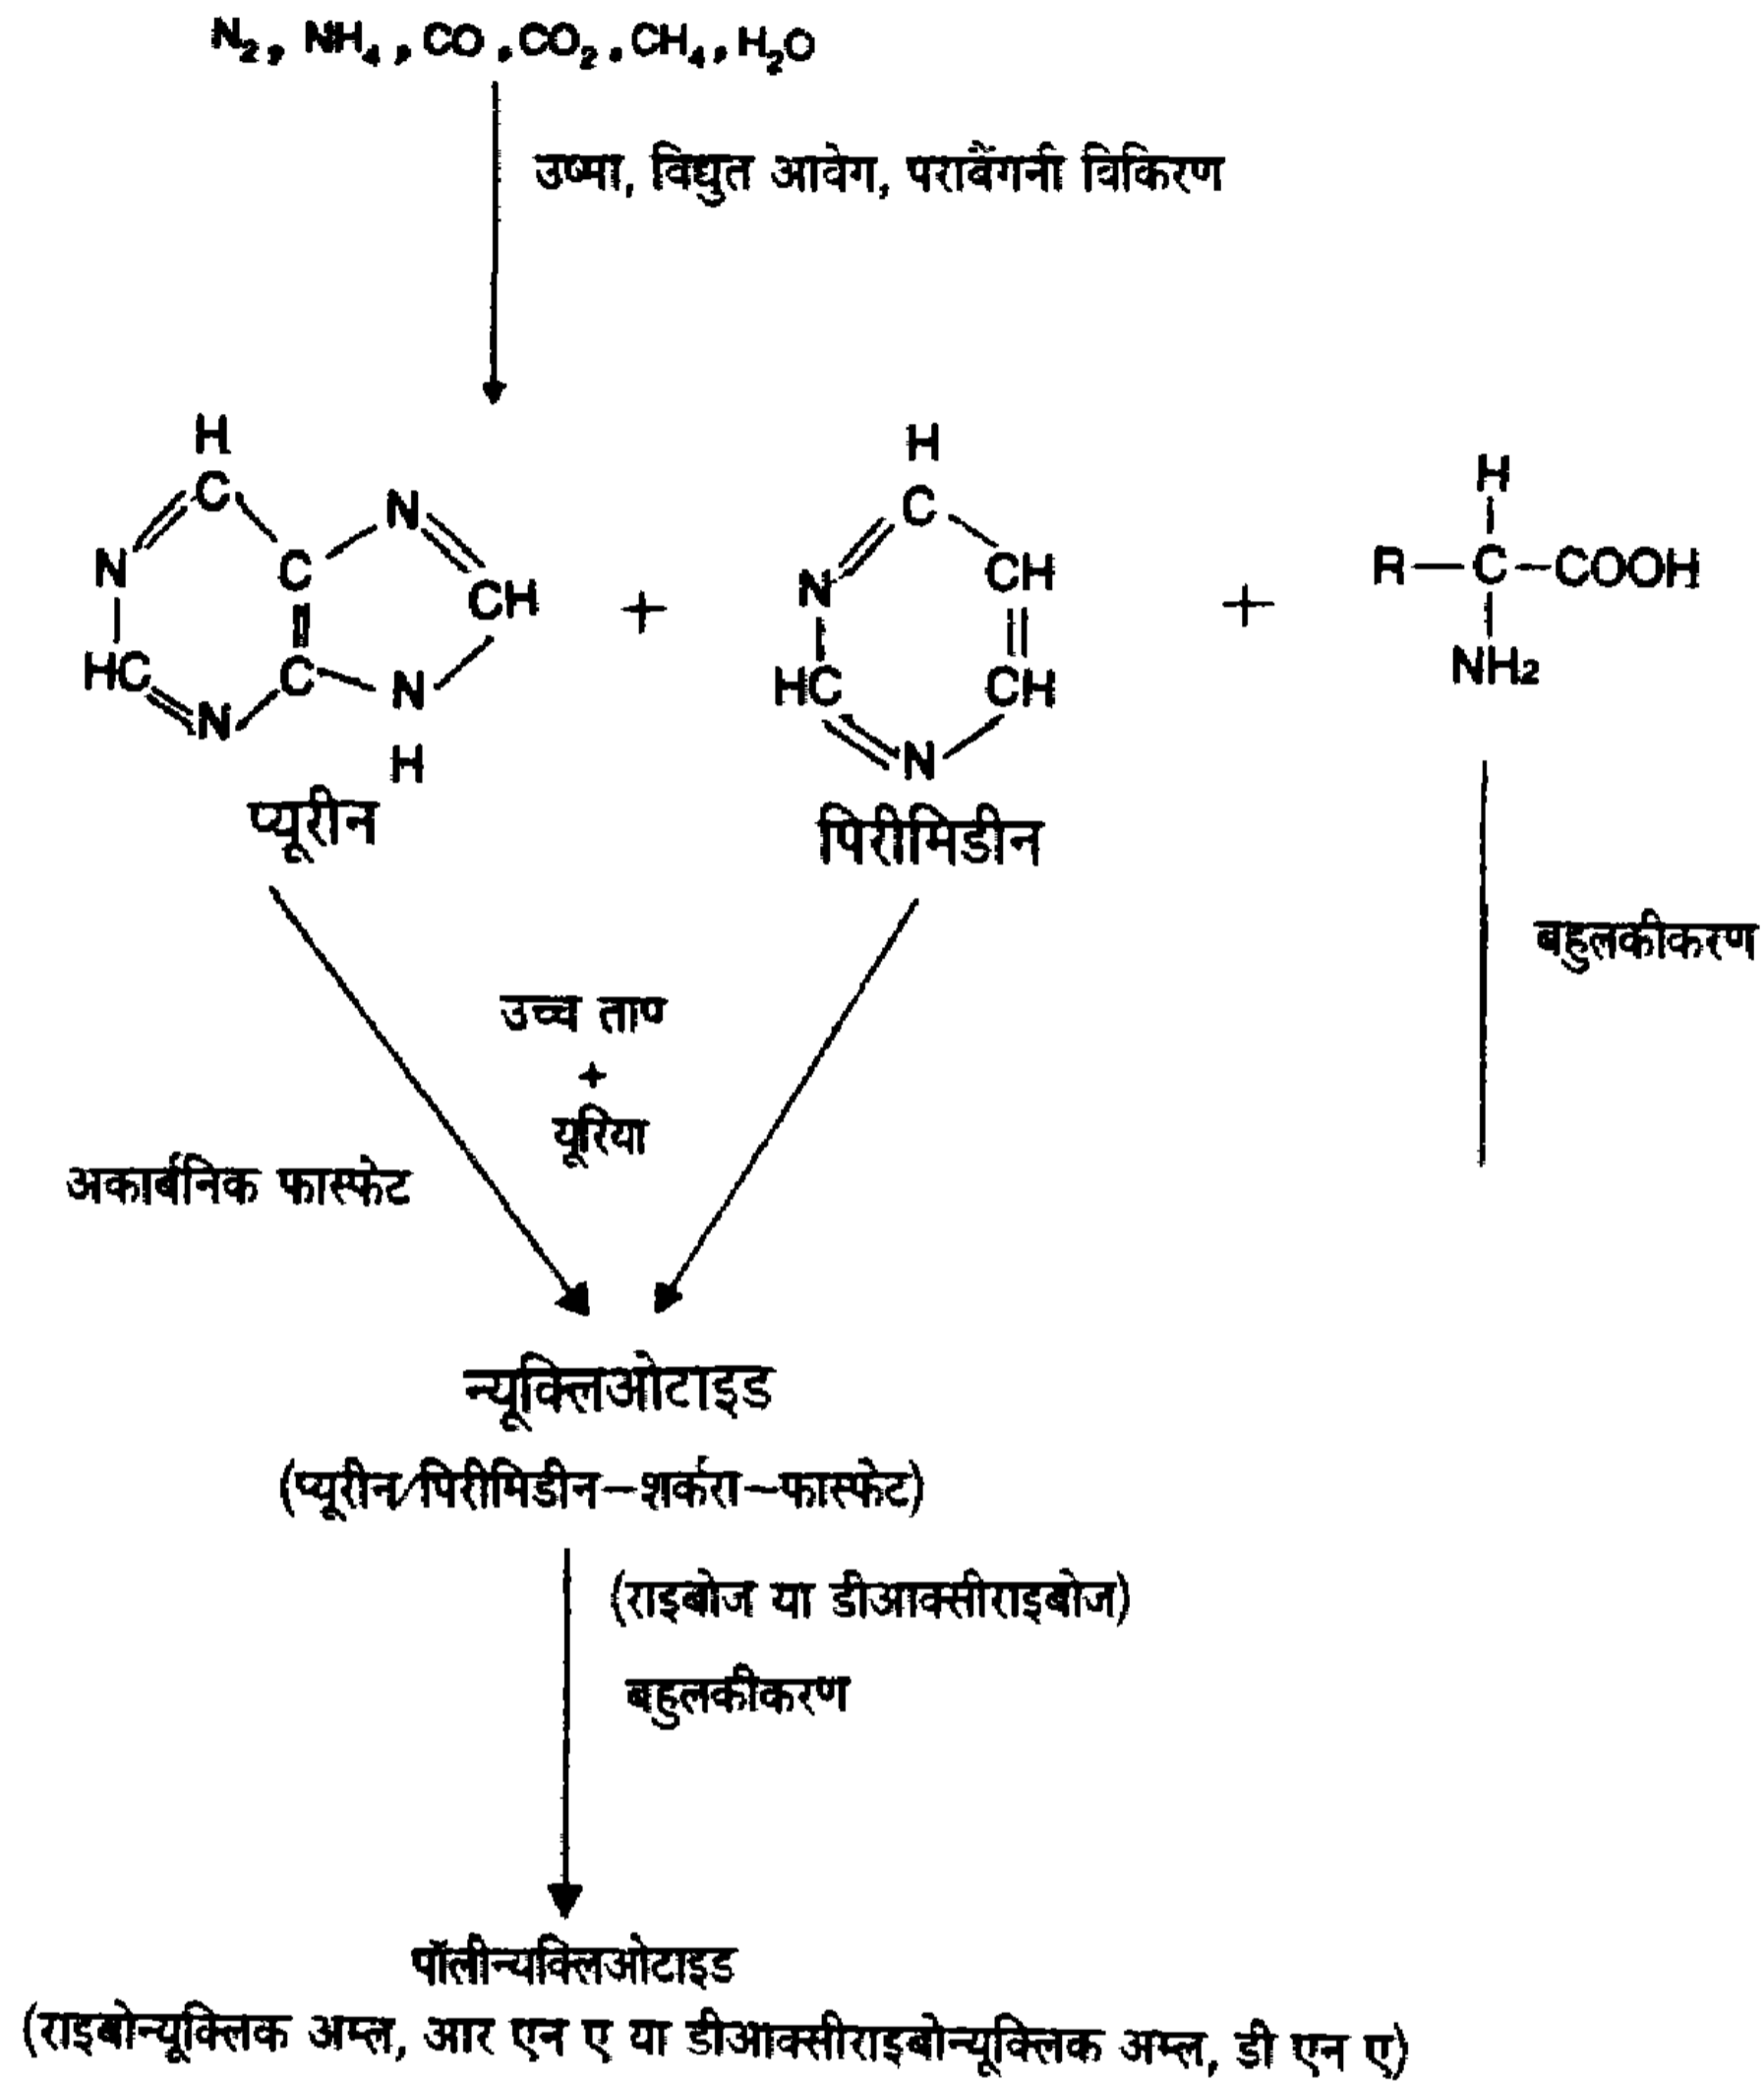 N₂, NH₄, CO, CO₂, CH₄, H₂O
उष्मा, विद्युत आवेग, पराबैंगनी विकिरण
H
C
N
N
C
CH
HC
C
N
N
H
प्यूरीन
+
H
C
N
CH
HC
CH
N
पिरीमिडीन
+
H
R—C—COOH
NH₂
बहुलकीकरण
उच्च ताप
+
यूरिया
अकार्बनिक फास्फेट
न्यूक्लिओटाइड
(प्यूरीन/पिरीमिडीन—शर्करा—फास्फेट)
(राइबोज या डीआक्सीराइबोज)
बहुलकीकरण
पॉलीन्यक्लिओटाइड
(राइबोन्यूक्लिक अम्ल, आर एन ए या डीआक्सीराइबोन्यूक्लिक अम्ल, डी एन ए)